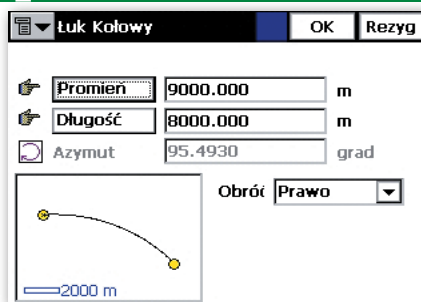 Łuk Kołowy OK Rezyg
Promień 9000.000 m
Długość 8000.000 m
Azymut 95.4930 grad
Obróć Prawo
2000 m